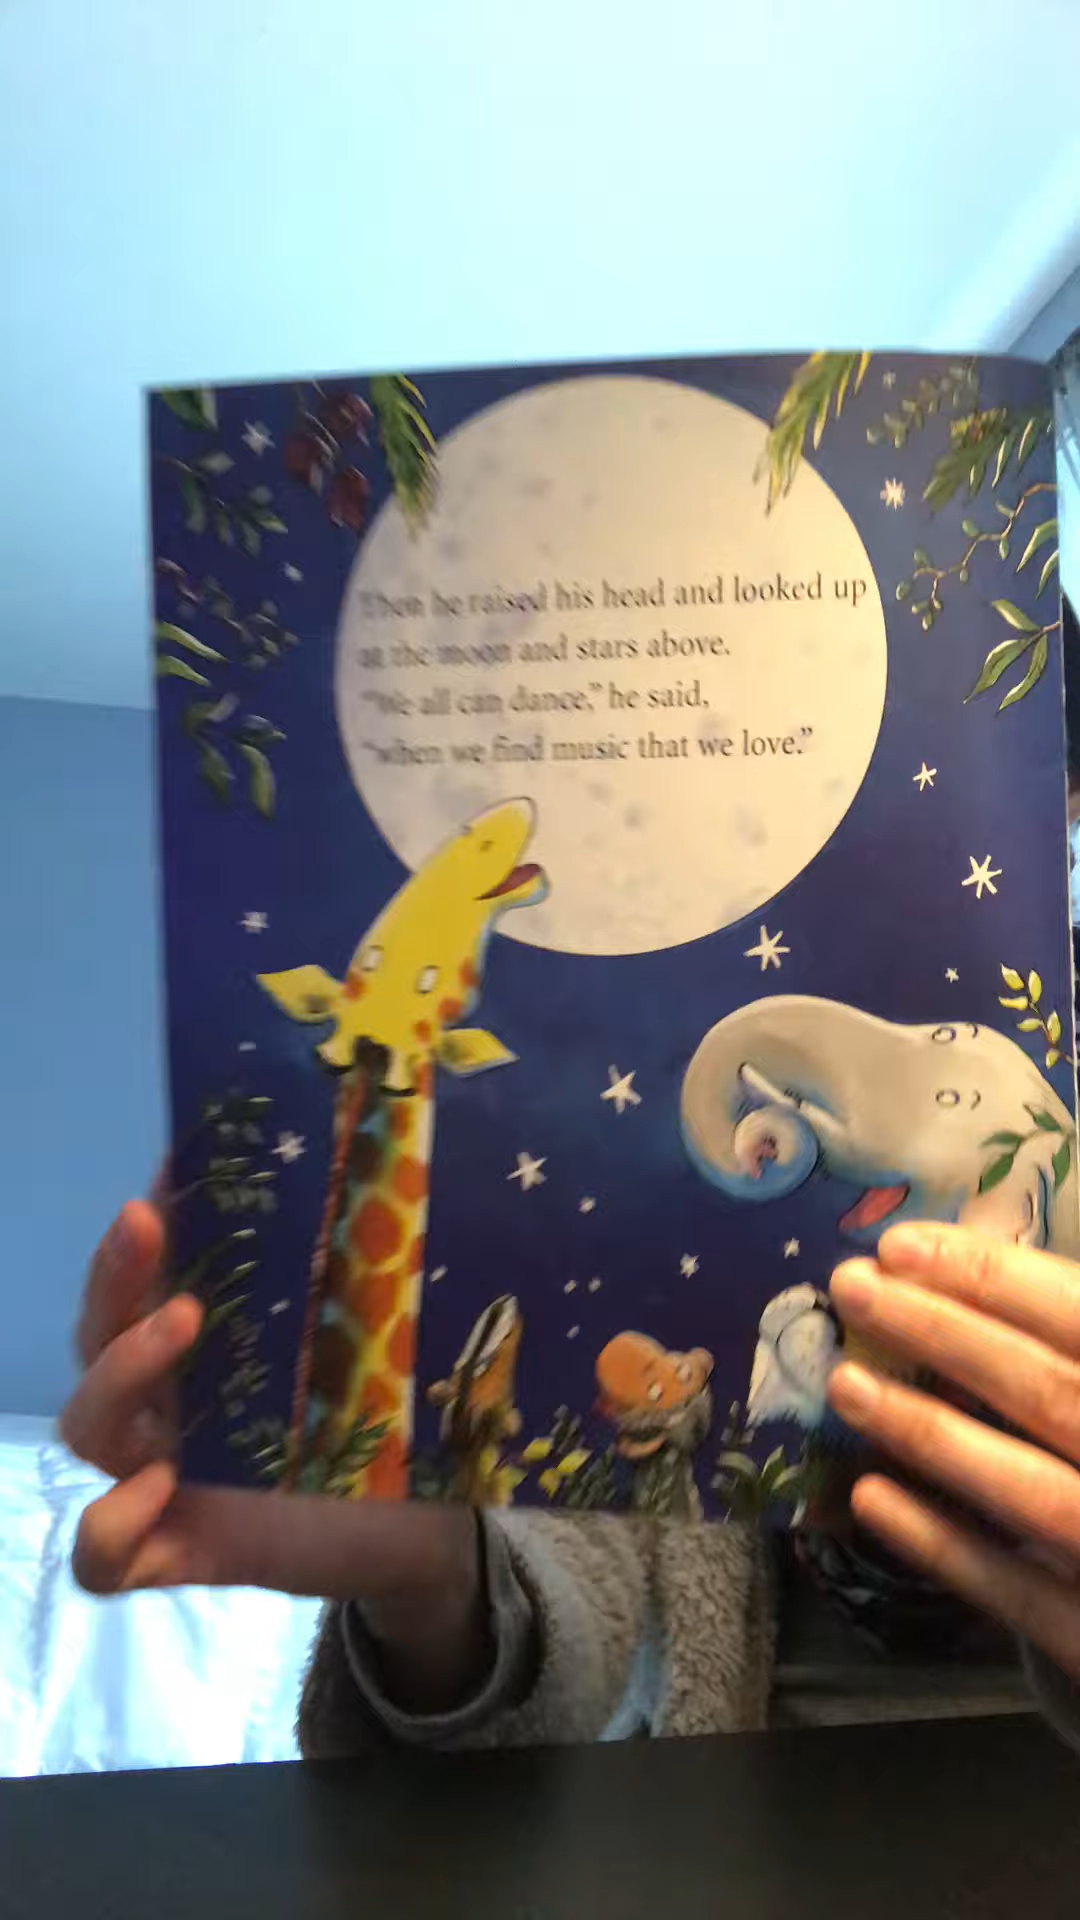 Then he raised his head and looked up
at the moon and stars above.
“We all can dance,” he said,
“when we find music that we love.”